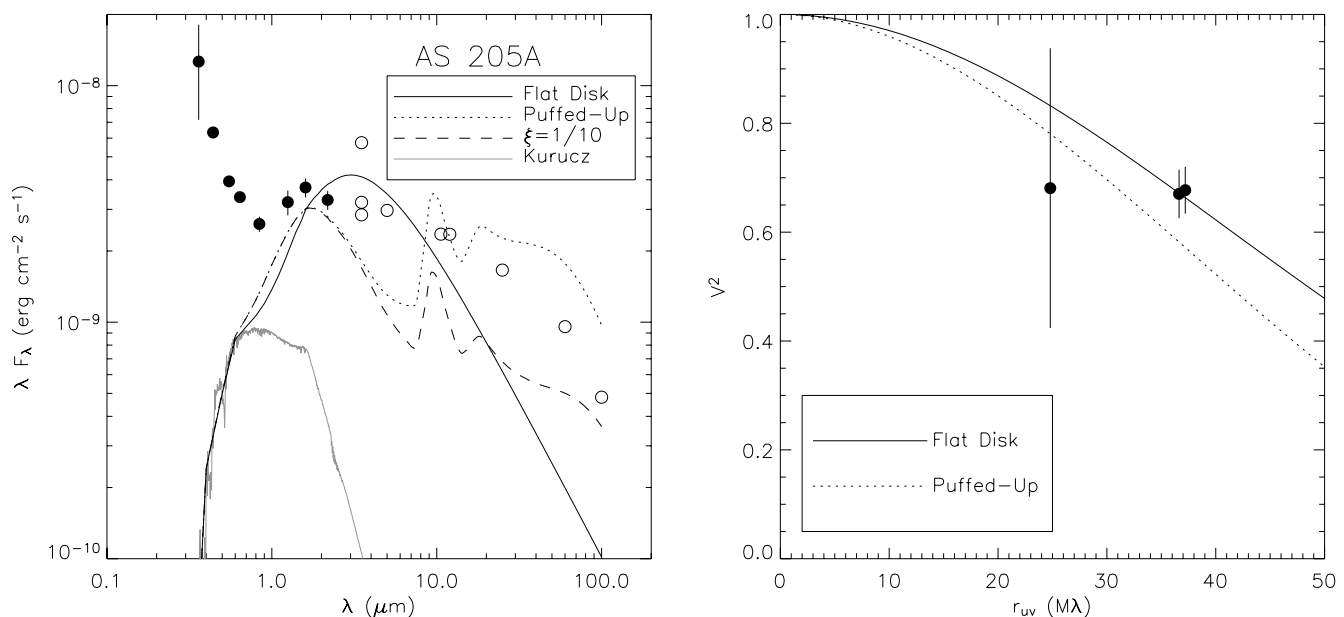 AS 205A
Flat Disk
Puffed-Up
ξ=1/10
Kurucz
10⁻⁸
10⁻⁹
10⁻¹⁰
λ F_λ (erg cm⁻² s⁻¹)
0.1 1.0 10.0 100.0
λ (μm)
1.0
0.8
0.6
0.4
0.2
0.0
V²
Flat Disk
Puffed-Up
0 10 20 30 40 50
r_uv (Mλ)